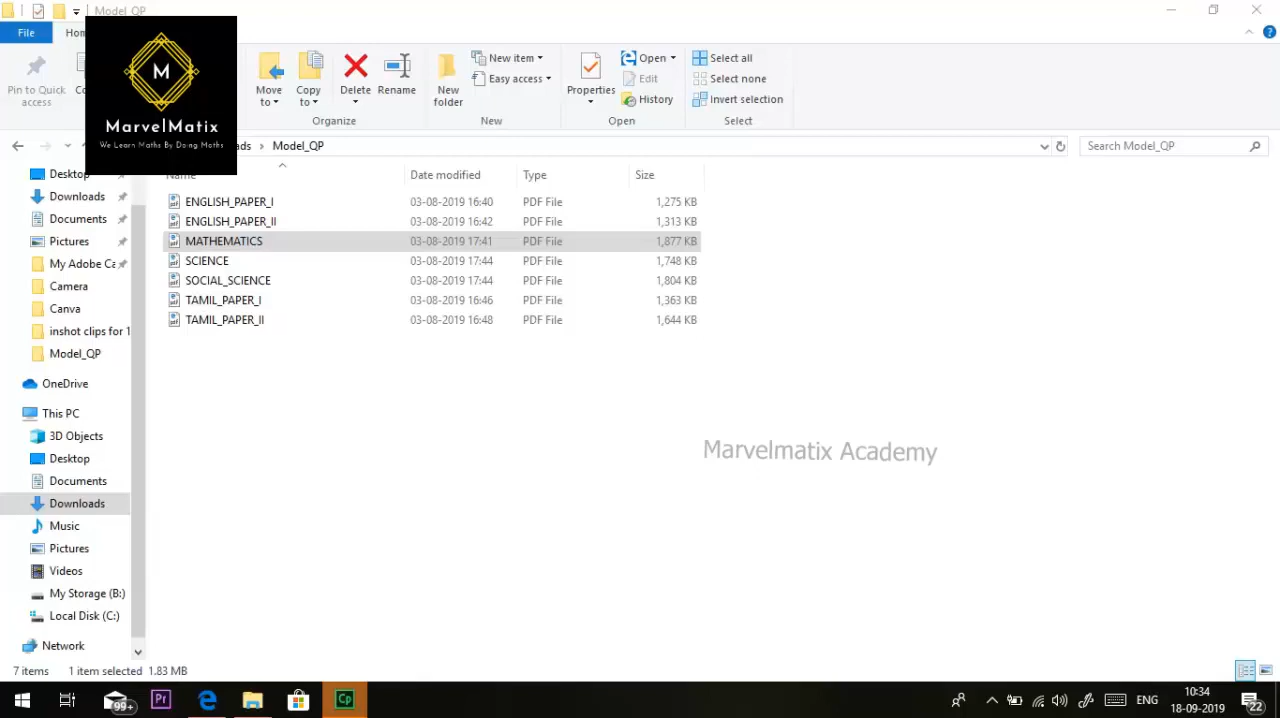 Model_QP
File Hom
M
MarvelMatix
We Learn Maths By Doing Maths
Pin to Quick access
Move to
Copy to
Delete
Rename
Organize
New folder
New item
Easy access
New
Properties
Open
Edit
History
Open
Select all
Select none
Invert selection
Select
ads > Model_QP
Search Model_QP
Name Date modified Type Size
ENGLISH_PAPER_I 03-08-2019 16:40 PDF File 1,275 KB
ENGLISH_PAPER_II 03-08-2019 16:42 PDF File 1,313 KB
MATHEMATICS 03-08-2019 17:41 PDF File 1,877 KB
SCIENCE 03-08-2019 17:44 PDF File 1,748 KB
SOCIAL_SCIENCE 03-08-2019 17:44 PDF File 1,804 KB
TAMIL_PAPER_I 03-08-2019 16:46 PDF File 1,363 KB
TAMIL_PAPER_II 03-08-2019 16:48 PDF File 1,644 KB
Desktop
Downloads
Documents
Pictures
My Adobe Ca
Camera
Canva
inshot clips for 1
Model_QP
OneDrive
This PC
3D Objects
Desktop
Documents
Downloads
Music
Pictures
Videos
My Storage (B:)
Local Disk (C:)
Network
Marvelmatix Academy
7 items 1 item selected 1.83 MB
99+
Pr
Cp
ENG
10:34
18-09-2019
22